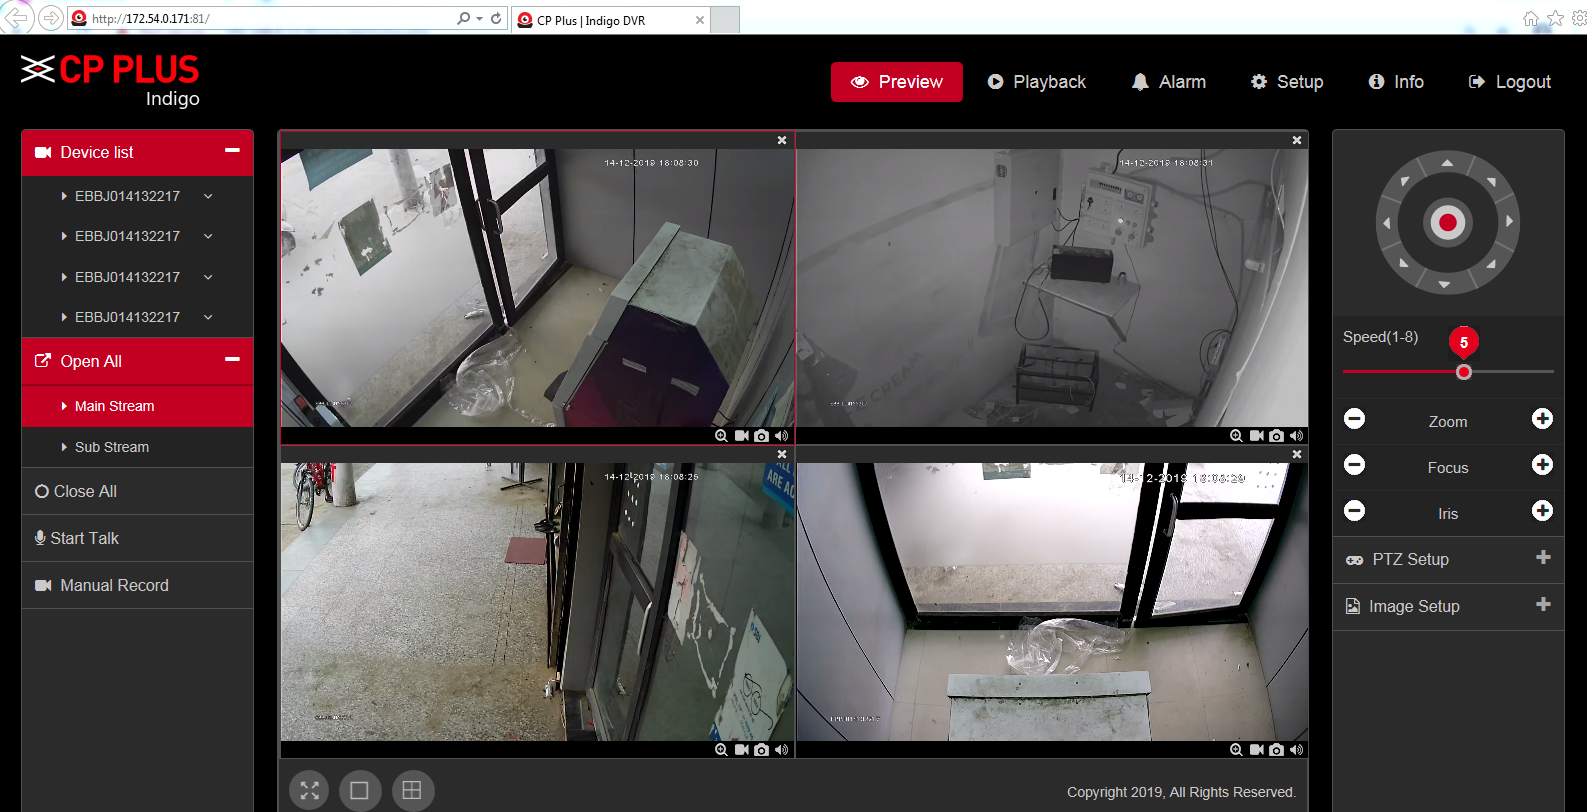 http://172.54.0.171:81/
CP Plus | Indigo DVR
CP PLUS
Indigo
Preview
Playback
Alarm
Setup
Info
Logout
Device list
EBBJ014132217
EBBJ014132217
EBBJ014132217
EBBJ014132217
Open All
Main Stream
Sub Stream
Close All
Start Talk
Manual Record
14-12-2019 18:08:30
14-12-2019 18:08:31
14-12-2019 18:08:25
ARE AC
14-12-2019 18:08:29
Speed(1-8)
5
Zoom
Focus
Iris
PTZ Setup
Image Setup
Copyright 2019, All Rights Reserved.